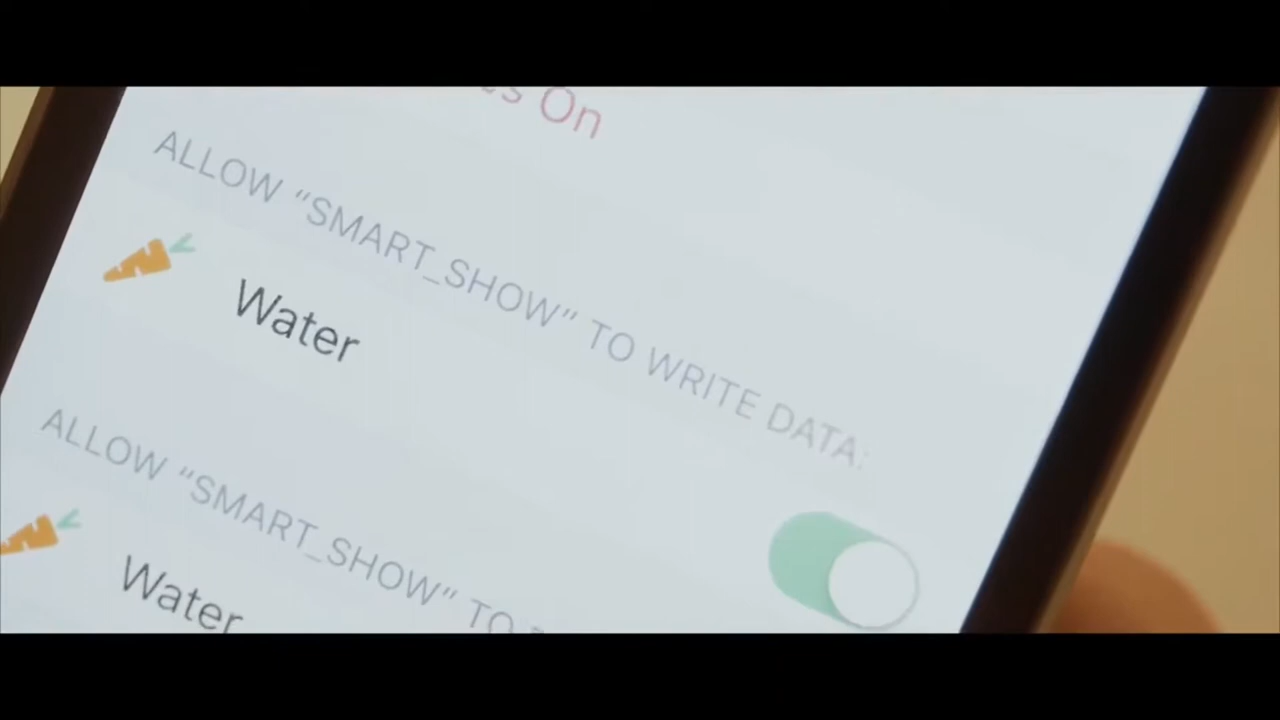 On
ALLOW “SMART_SHOW” TO WRITE DATA:
Water
ALLOW “SMART_SHOW” TO
Water